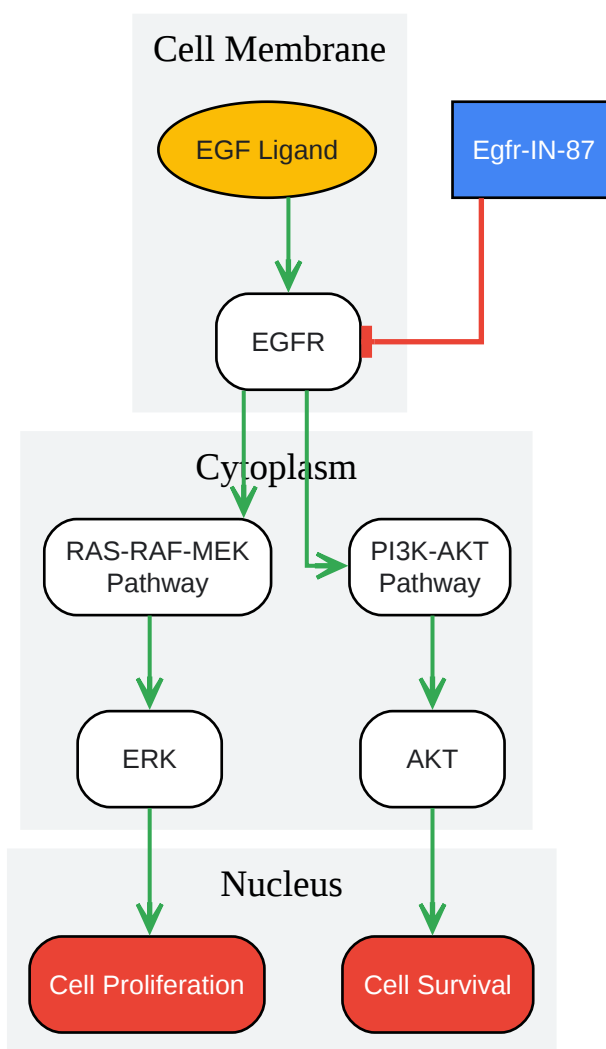 Cell Membrane
EGF Ligand
Egfr-IN-87
EGFR
Cytoplasm
RAS-RAF-MEK
Pathway
PI3K-AKT
Pathway
ERK
AKT
Nucleus
Cell Proliferation
Cell Survival